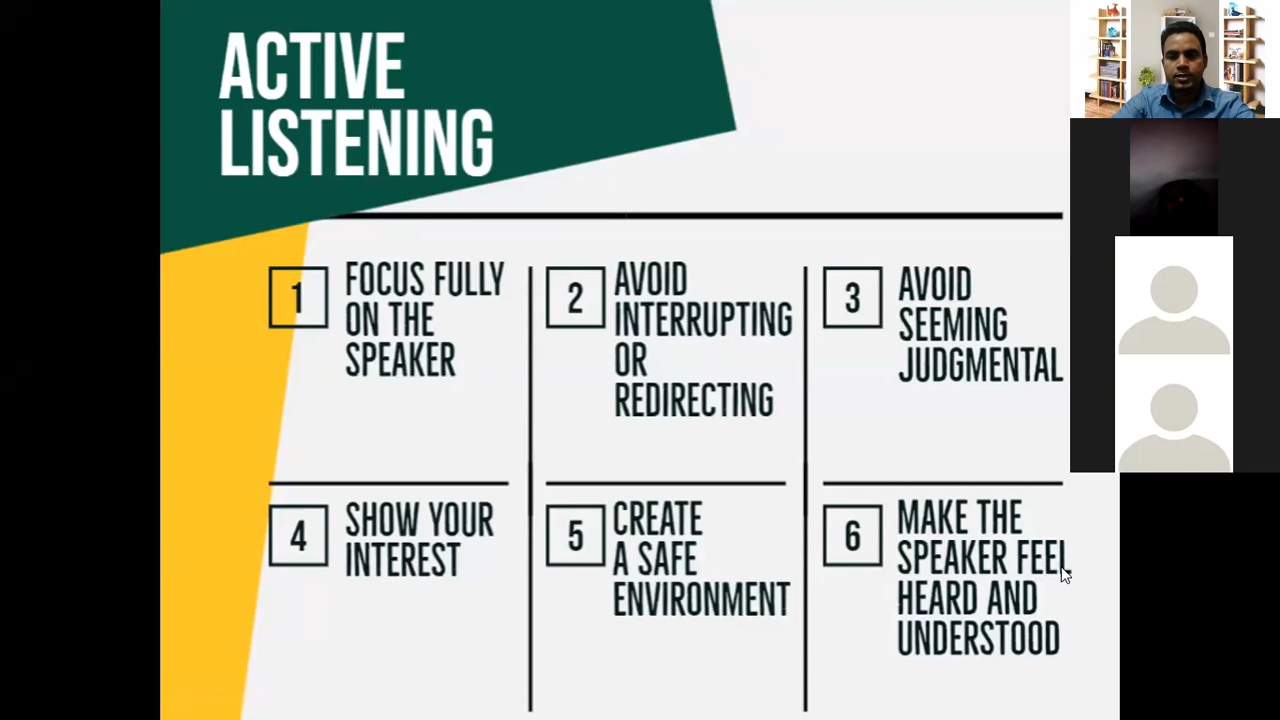 ACTIVE
LISTENING
1
FOCUS FULLY
ON THE
SPEAKER
2
AVOID
INTERRUPTING
OR
REDIRECTING
3
AVOID
SEEMING
JUDGMENTAL
4
SHOW YOUR
INTEREST
5
CREATE
A SAFE
ENVIRONMENT
6
MAKE THE
SPEAKER FEEL
HEARD AND
UNDERSTOOD